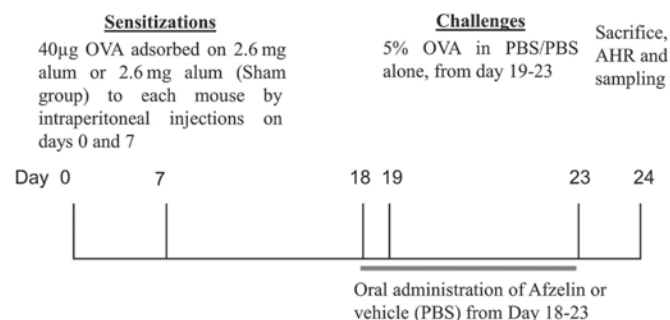 Sensitizations
40µg OVA adsorbed on 2.6 mg
alum or 2.6 mg alum (Sham
group) to each mouse by
intraperitoneal injections on
days 0 and 7
Challenges
5% OVA in PBS/PBS
alone, from day 19-23
Sacrifice,
AHR and
sampling
Day 0 7 18 19 23 24
Oral administration of Afzelin or
vehicle (PBS) from Day 18-23